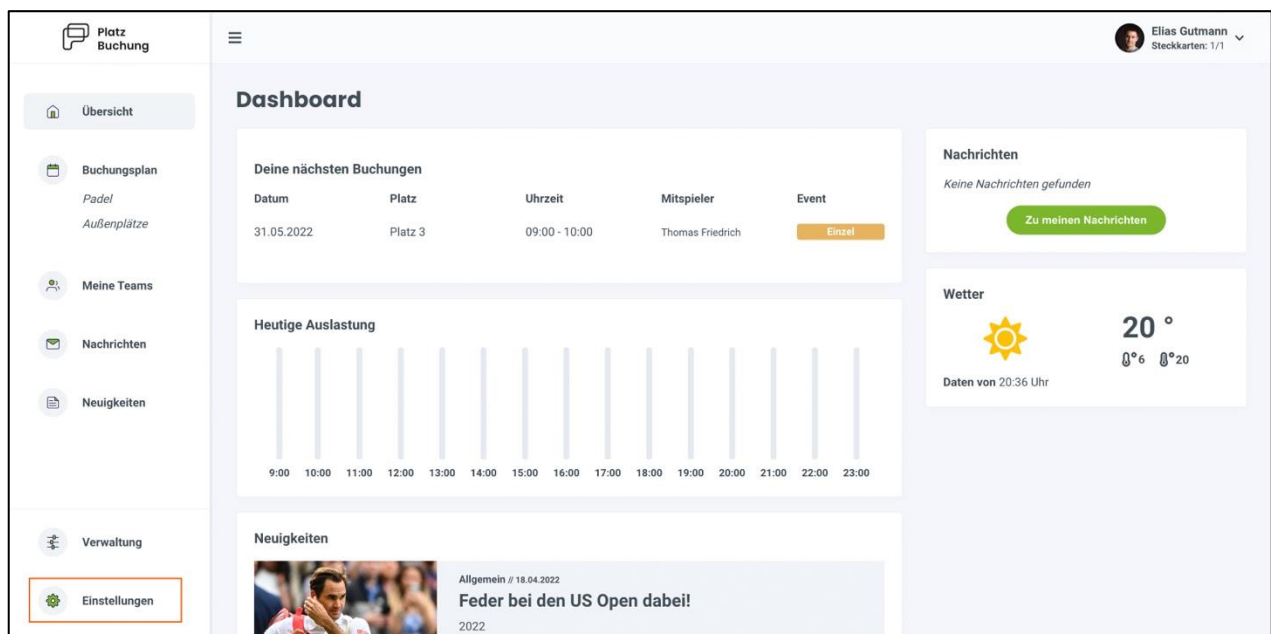 Platz
Buchung
Elias Gutmann
Steckkarten: 1/1
Übersicht
Buchungsplan
Padel
Außenplätze
Meine Teams
Nachrichten
Neuigkeiten
Verwaltung
Einstellungen
Dashboard
Deine nächsten Buchungen
Datum Platz Uhrzeit Mitspieler Event
31.05.2022 Platz 3 09:00 - 10:00 Thomas Friedrich Einzel
Heutige Auslastung
9:00 10:00 11:00 12:00 13:00 14:00 15:00 16:00 17:00 18:00 19:00 20:00 21:00 22:00 23:00
Neuigkeiten
Allgemein // 18.04.2022
Feder bei den US Open dabei!
2022
Nachrichten
Keine Nachrichten gefunden
Zu meinen Nachrichten
Wetter
20 °
°6 °20
Daten von 20:36 Uhr